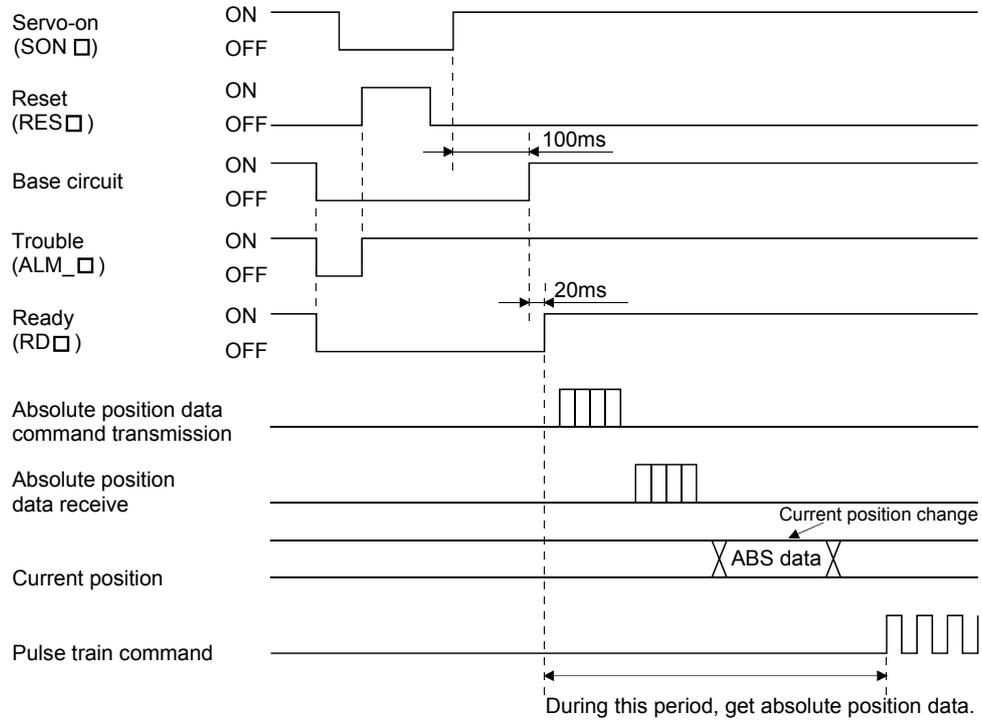 Servo-on
(SON □)
ON
OFF
Reset
(RES□ )
ON
OFF
100ms
Base circuit
ON
OFF
Trouble
(ALM_□ )
ON
OFF
20ms
Ready
(RD□ )
ON
OFF
Absolute position data
command transmission
Absolute position
data receive
Current position change
Current position
ABS data
Pulse train command
During this period, get absolute position data.